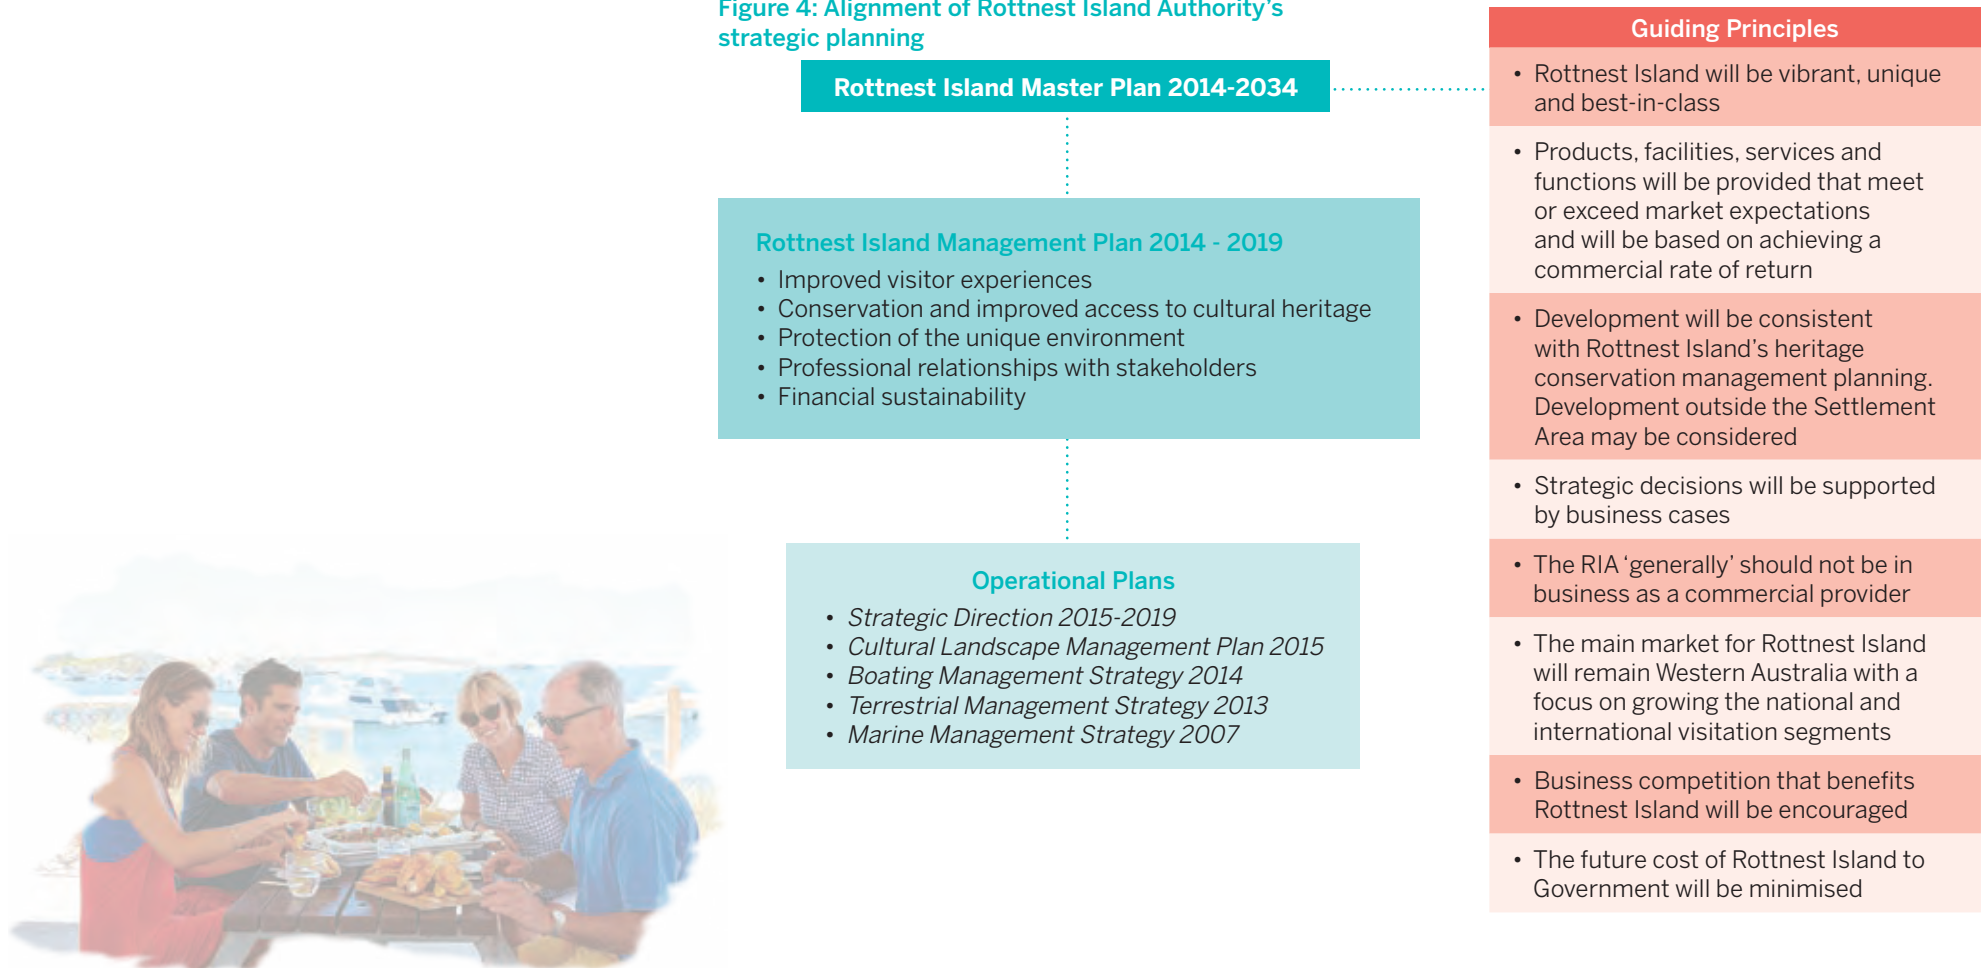 Figure 4: Alignment of Rottnest Island Authority's
strategic planning
Rottnest Island Master Plan 2014-2034
Rottnest Island Management Plan 2014 - 2019
• Improved visitor experiences
• Conservation and improved access to cultural heritage
• Protection of the unique environment
• Professional relationships with stakeholders
• Financial sustainability
Operational Plans
• Strategic Direction 2015-2019
• Cultural Landscape Management Plan 2015
• Boating Management Strategy 2014
• Terrestrial Management Strategy 2013
• Marine Management Strategy 2007
Guiding Principles
• Rottnest Island will be vibrant, unique
and best-in-class
• Products, facilities, services and
functions will be provided that meet
or exceed market expectations
and will be based on achieving a
commercial rate of return
• Development will be consistent
with Rottnest Island's heritage
conservation management planning.
Development outside the Settlement
Area may be considered
• Strategic decisions will be supported
by business cases
• The RIA 'generally' should not be in
business as a commercial provider
• The main market for Rottnest Island
will remain Western Australia with a
focus on growing the national and
international visitation segments
• Business competition that benefits
Rottnest Island will be encouraged
• The future cost of Rottnest Island to
Government will be minimised